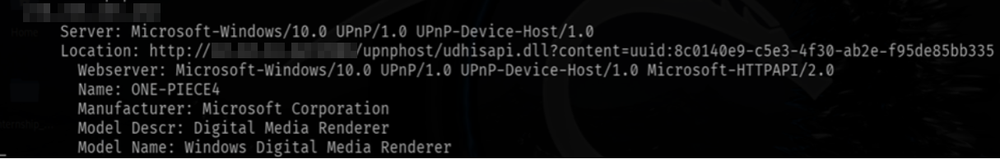 Server: Microsoft-Windows/10.0 UPnP/1.0 UPnP-Device-Host/1.0
Location: http:// /upnphost/udhisapi.dll?content=uuid:8c0140e9-c5e3-4f30-ab2e-f95de85bb335
Webserver: Microsoft-Windows/10.0 UPnP/1.0 UPnP-Device-Host/1.0 Microsoft-HTTPAPI/2.0
Name: ONE-PIECE4
Manufacturer: Microsoft Corporation
Model Descr: Digital Media Renderer
Model Name: Windows Digital Media Renderer